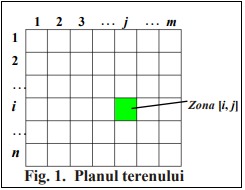 1 2 3 ... j ... m
1
2
...
i
Zona |i, j|
...
n
Fig. 1. Planul terenului